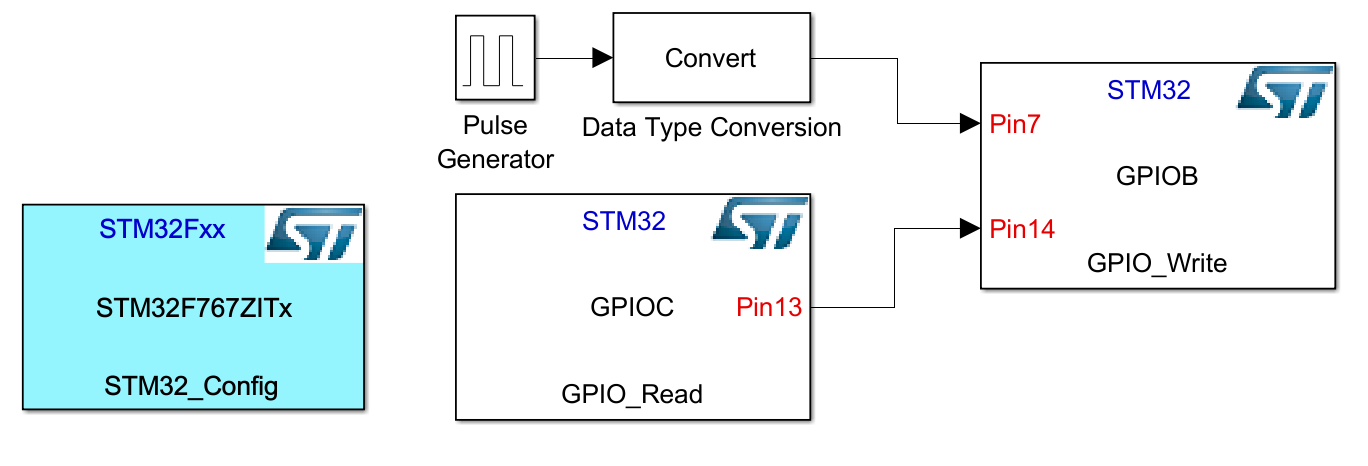 Convert
Pulse
Generator
Data Type Conversion
STM32
Pin7
GPIOB
Pin14
GPIO_Write
STM32Fxx
STM32F767ZITx
STM32_Config
STM32
GPIOC
Pin13
GPIO_Read